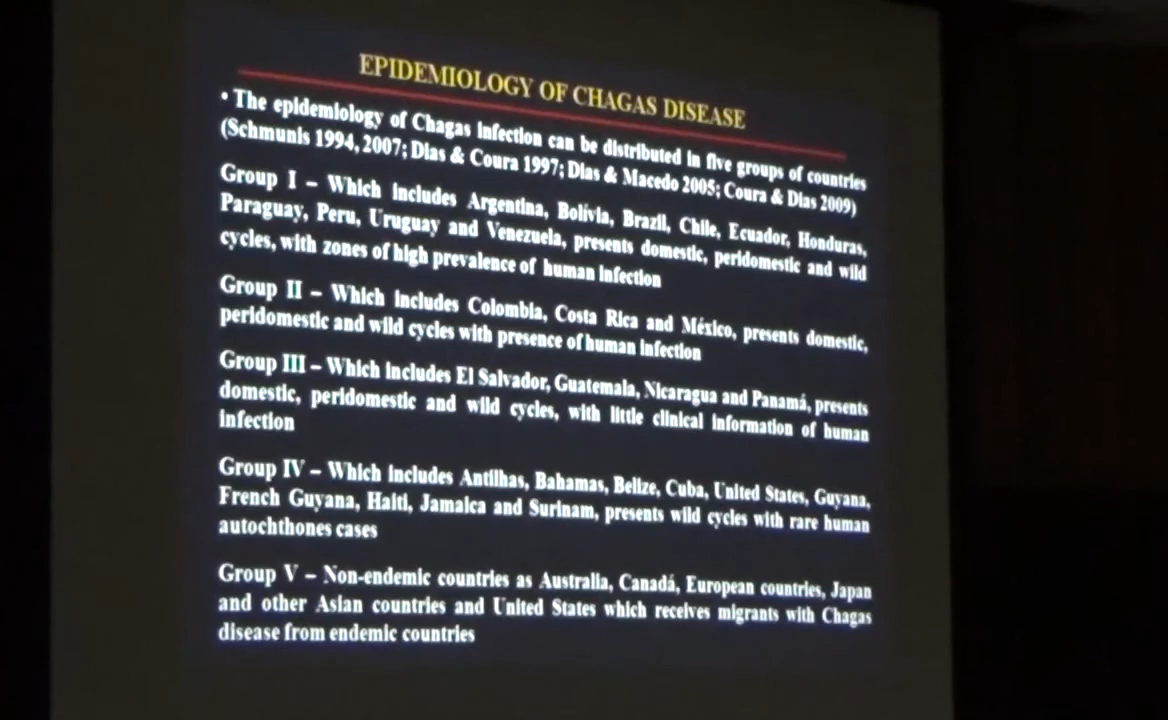 EPIDEMIOLOGY OF CHAGAS DISEASE
• The epidemiology of Chagas infection can be distributed in five groups of countries
(Schmunis 1994, 2007; Dias & Coura 1997; Dias & Macedo 2005; Coura & Dias 2009)
Group I – Which includes Argentina, Bolívia, Brazil, Chile, Ecuador, Honduras,
Paraguay, Peru, Uruguay and Venezuela, presents domestic, peridomestic and wild
cycles, with zones of high prevalence of human infection
Group II – Which includes Colombia, Costa Rica and México, presents domestic,
peridomestic and wild cycles with presence of human infection
Group III – Which includes El Salvador, Guatemala, Nicaragua and Panamá, presents
domestic, peridomestic and wild cycles, with little clinical information of human
infection
Group IV – Which includes Antilhas, Bahamas, Belize, Cuba, United States, Guyana,
French Guyana, Haiti, Jamaica and Surinam, presents wild cycles with rare human
autochthones cases
Group V – Non-endemic countries as Australia, Canadá, European countries, Japan
and other Asian countries and United States which receives migrants with Chagas
disease from endemic countries